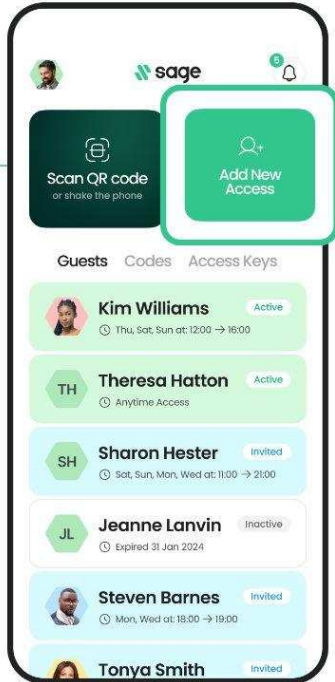 sage
5
Scan QR code
or shake the phone
Add New
Access
Guests Codes Access Keys
Kim Williams Active
Thu, Sat, Sun at: 12:00 → 16:00
TH Theresa Hatton Active
Anytime Access
SH Sharon Hester Invited
Sat, Sun, Mon, Wed at: 11:00 → 21:00
JL Jeanne Lanvin Inactive
Expired 31 Jan 2024
Steven Barnes Invited
Mon, Wed at: 18:00 → 19:00
Tonya Smith Invited